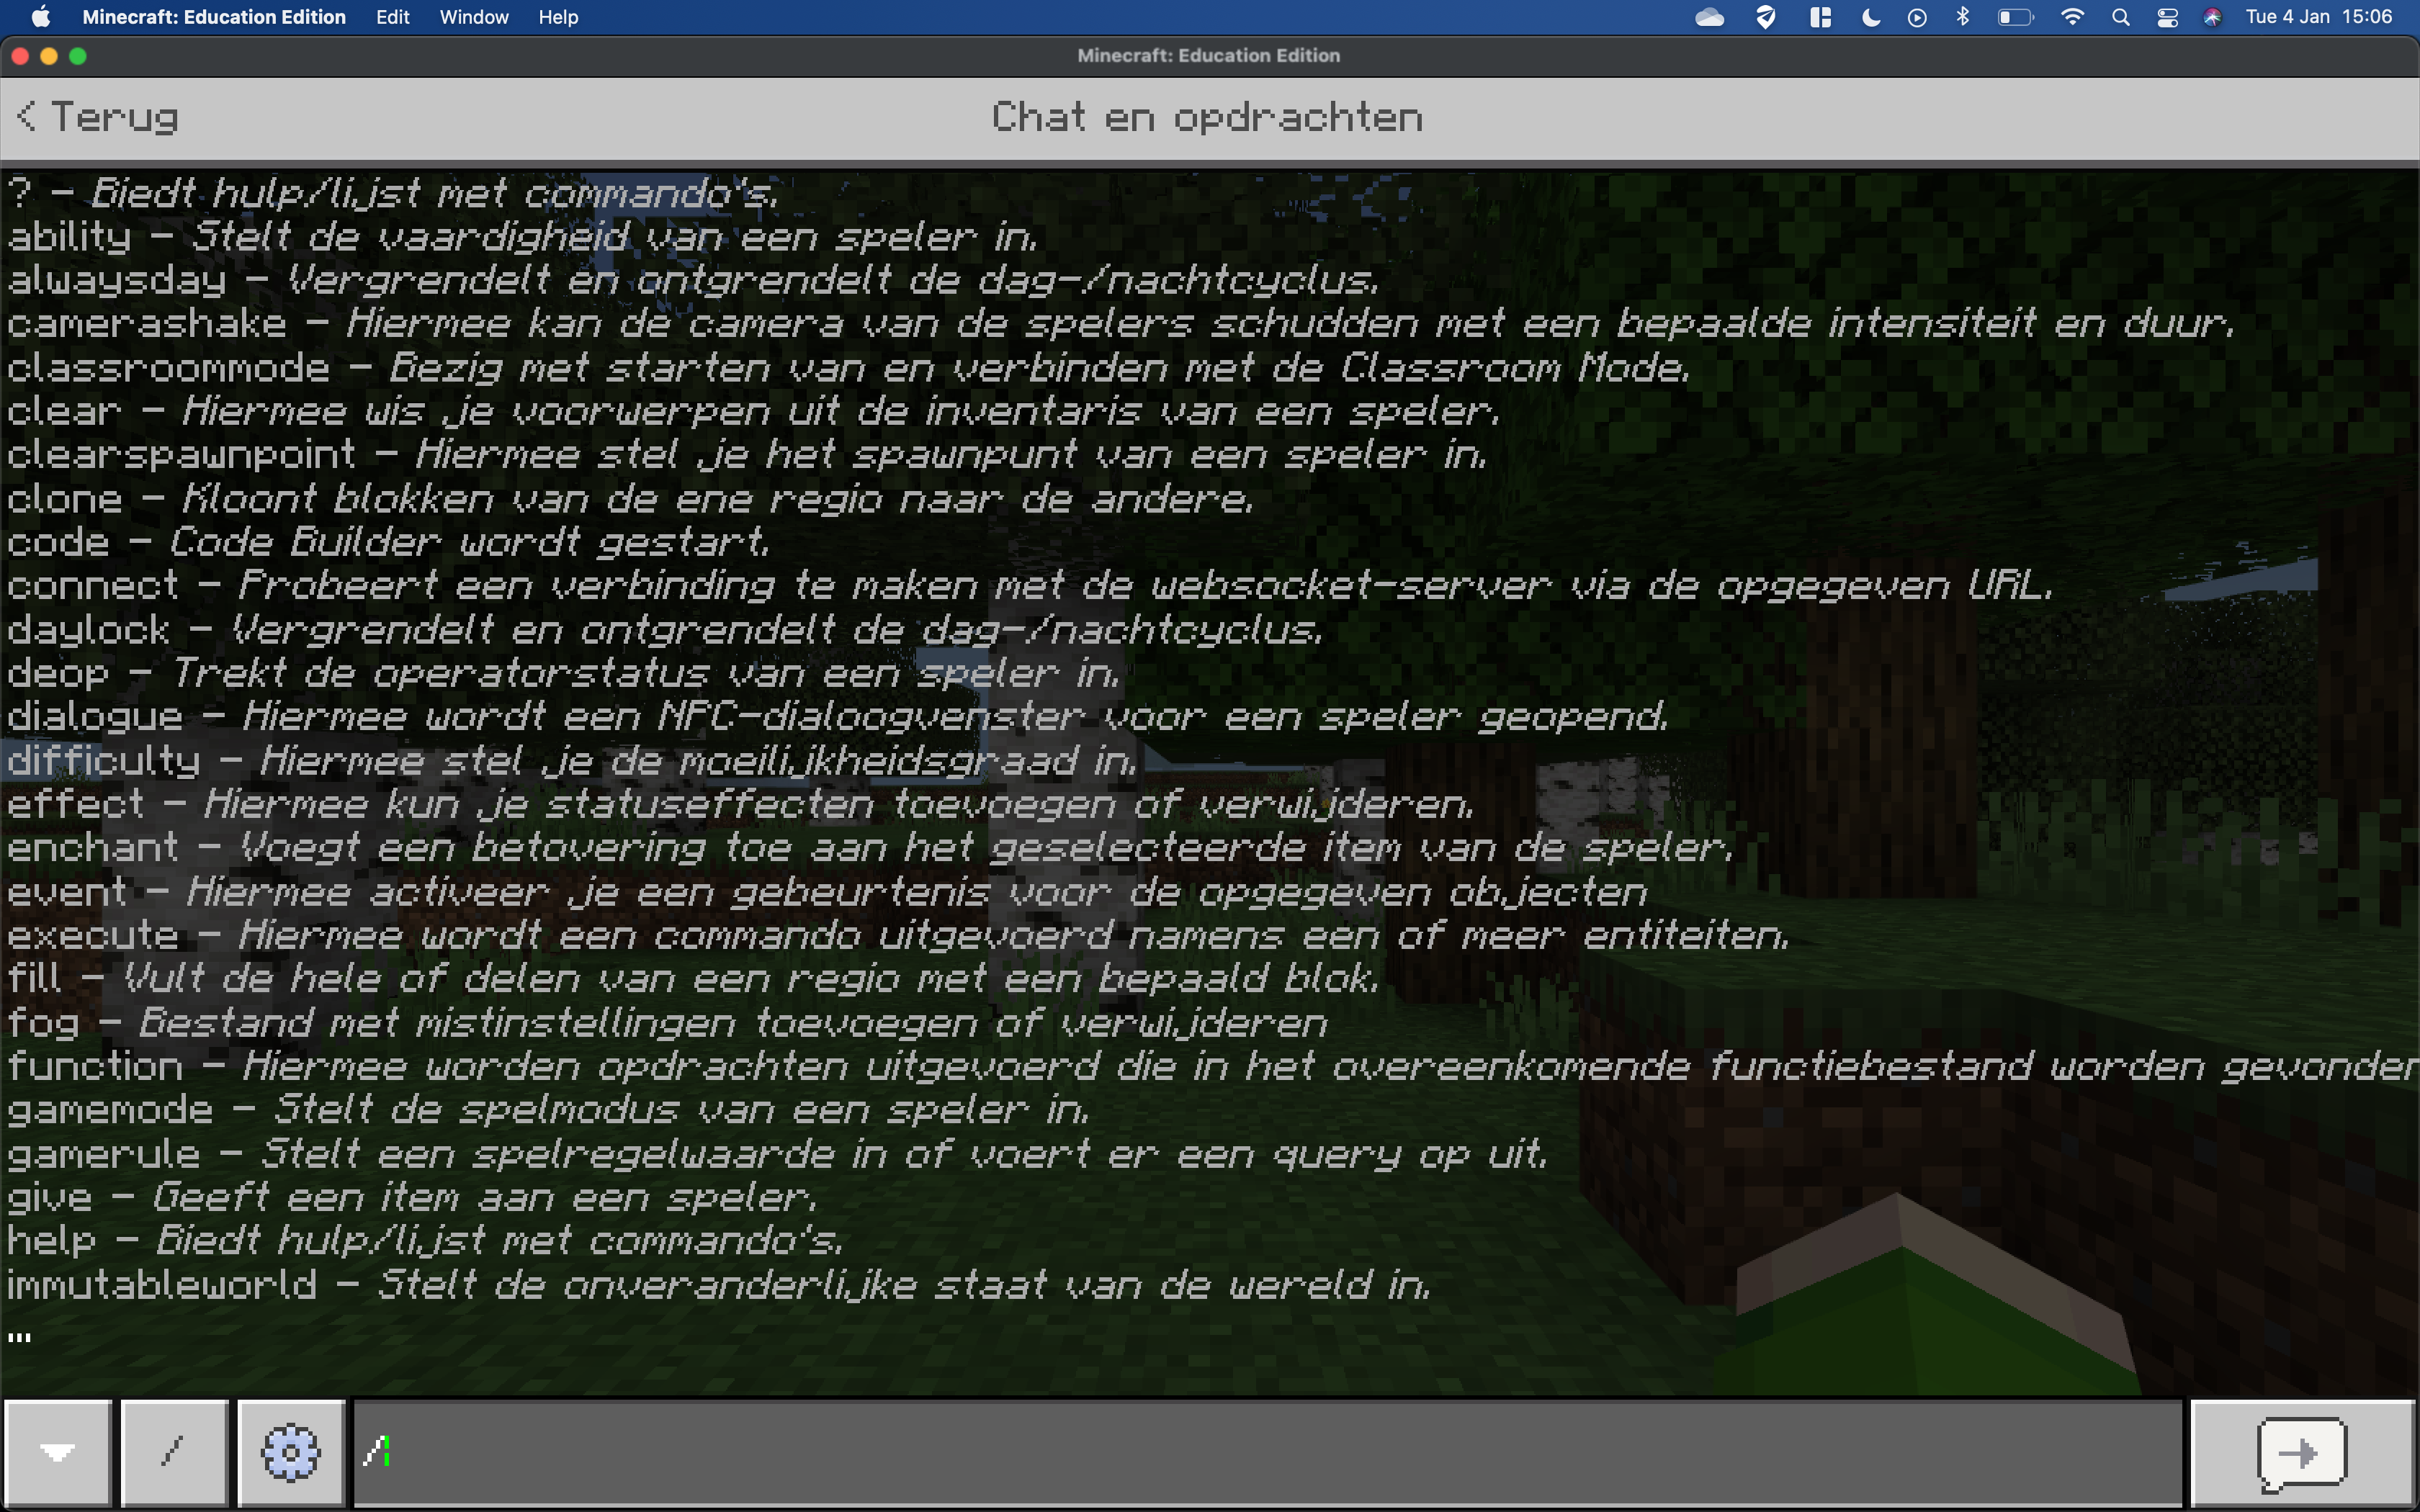 Minecraft: Education Edition Edit Window Help Tue 4 Jan 15:06
Minecraft: Education Edition
< Terug Chat en opdrachten
? - Biedt hulp/lijst met commando's.
ability - Stelt de vaardigheid van een speler in.
alwaysday - Vergrendelt en ontgrendelt de dag-/nachtcyclus.
camerashake - Hiermee kan de camera van de spelers schudden met een bepaalde intensiteit en duur.
classroommode - Bezig met starten van en verbinden met de Classroom Mode.
clear - Hiermee wis je voorwerpen uit de inventaris van een speler.
clearspawnpoint - Hiermee stel je het spawnpunt van een speler in.
clone - Kloont blokken van de ene regio naar de andere.
code - Code Builder wordt gestart.
connect - Probeert een verbinding te maken met de websocket-server via de opgegeven URL.
daylock - Vergrendelt en ontgrendelt de dag-/nachtcyclus.
deop - Trekt de operatorstatus van een speler in.
dialogue - Hiermee wordt een NPC-dialoogvenster voor een speler geopend.
difficulty - Hiermee stel je de moeilijkheidsgraad in.
effect - Hiermee kun je statuseffecten toevoegen of verwijderen.
enchant - Voegt een betovering toe aan het geselecteerde item van de speler.
event - Hiermee activeer je een gebeurtenis voor de opgegeven objecten
execute - Hiermee wordt een commando uitgevoerd namens een of meer entiteiten.
fill - Vult de hele of delen van een regio met een bepaald blok.
fog - Bestand met mistinstellingen toevoegen of verwijderen
function - Hiermee worden opdrachten uitgevoerd die in het overeenkomende functiebestand worden gevonden
gamemode - Stelt de spelmodus van een speler in.
gamerule - Stelt een spelregelwaarde in of voert er een query op uit.
give - Geeft een item aan een speler.
help - Biedt hulp/lijst met commando's.
immutableworld - Stelt de onveranderlijke staat van de wereld in.
...
/ /